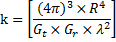 k = [ (4π)³ × R⁴ / (Gₜ × Gᵣ × λ²) ]